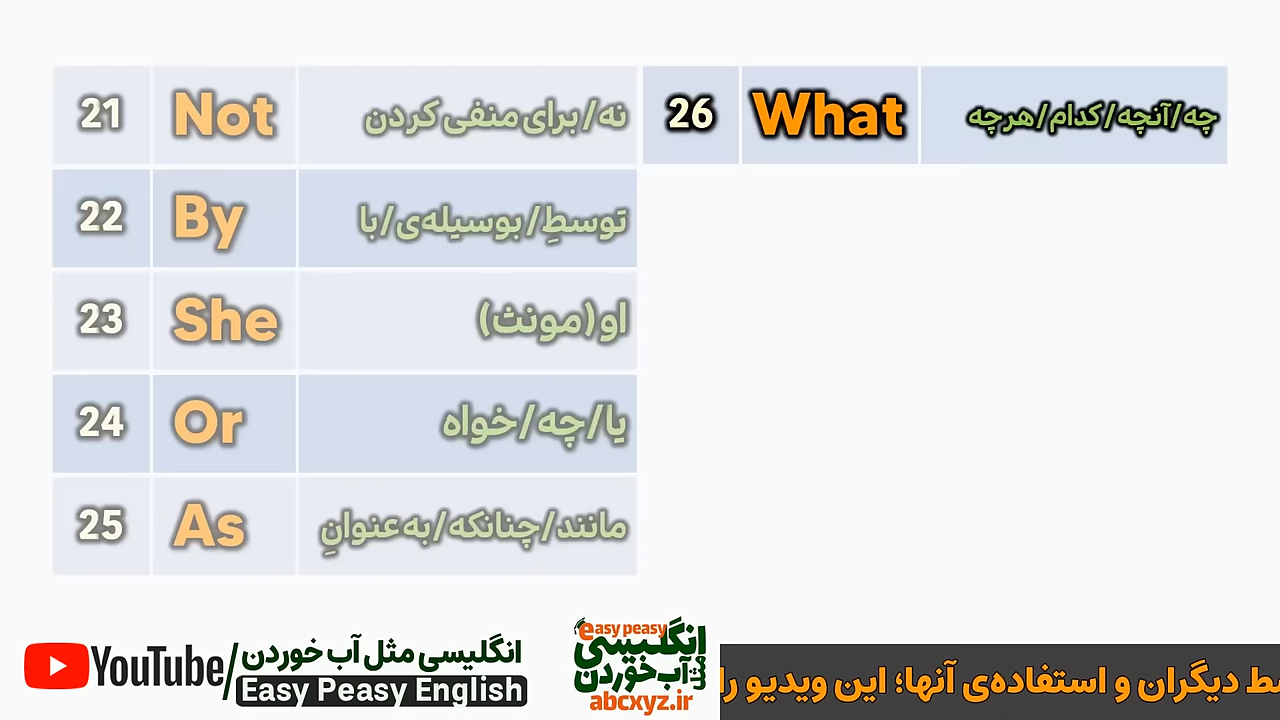 21 Not نه/برای منفی کردن
22 By توسطِ/بوسیله‌ی/با
23 She او(مونث)
24 Or یا/چه/خواه
25 As مانند/چنانکه/به عنوانِ
26 What چه/آنچه/کدام/هرچه
YouTube/انگلیسی مثل آب خوردن
Easy Peasy English
easy peasy
انگلیسی
مثل آب خوردن
abcxyz.ir
دیگران و استفاده‌ی آنها؛ این ویدیو را